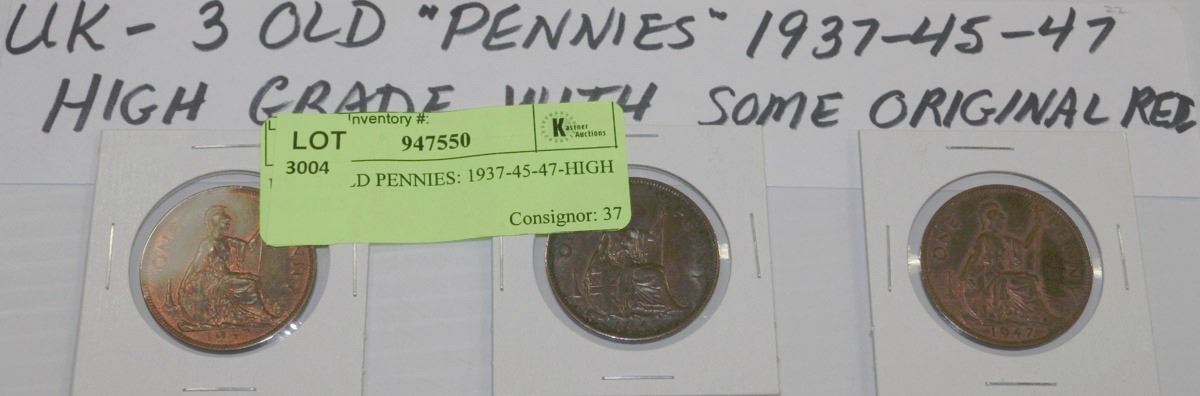 UK - 3 OLD "PENNIES" 1937-45-47
HIGH GRADE WITH SOME ORIGINAL RED
LOT
3004
Inventory #:
947550
Kastner
Auctions
LD PENNIES: 1937-45-47-HIGH
Consignor: 37
ONE
ONE PENNY
1947